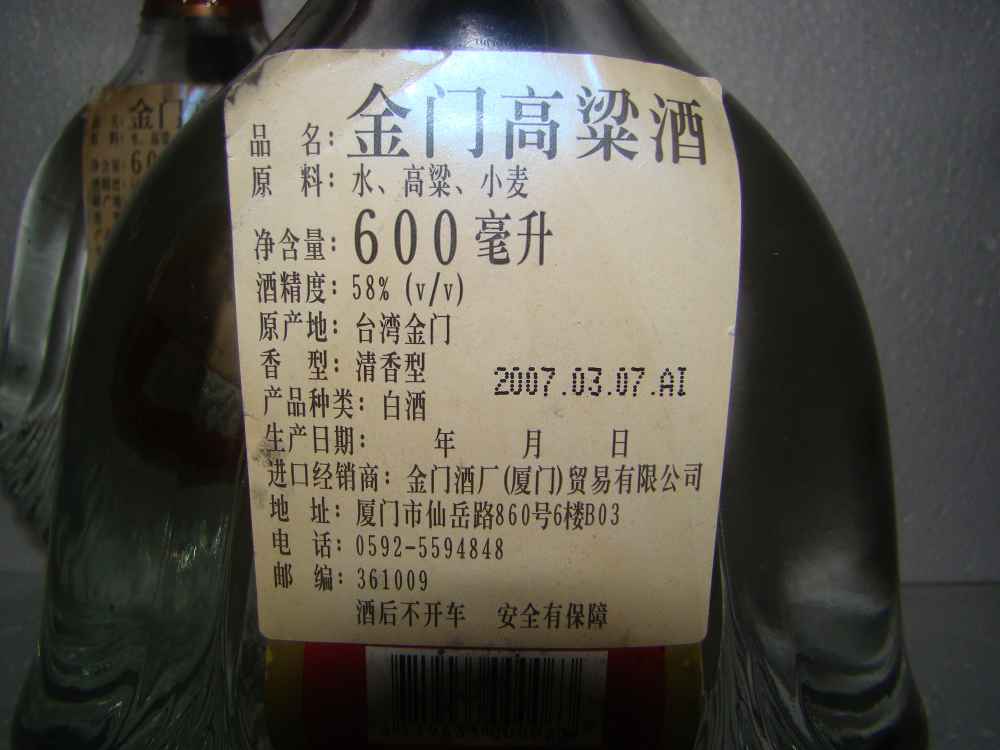 品 名：金门高粱酒
原 料：水、高粱、小麦
净含量：600毫升
酒精度：58% (v/v)
原产地：台湾金门
香 型：清香型
2007.03.07.AI
产品种类：白酒
生产日期： 年 月 日
进口经销商：金门酒厂(厦门)贸易有限公司
地 址：厦门市仙岳路860号6楼B03
电 话：0592-5594848
邮 编：361009
酒后不开车 安全有保障
金门
60